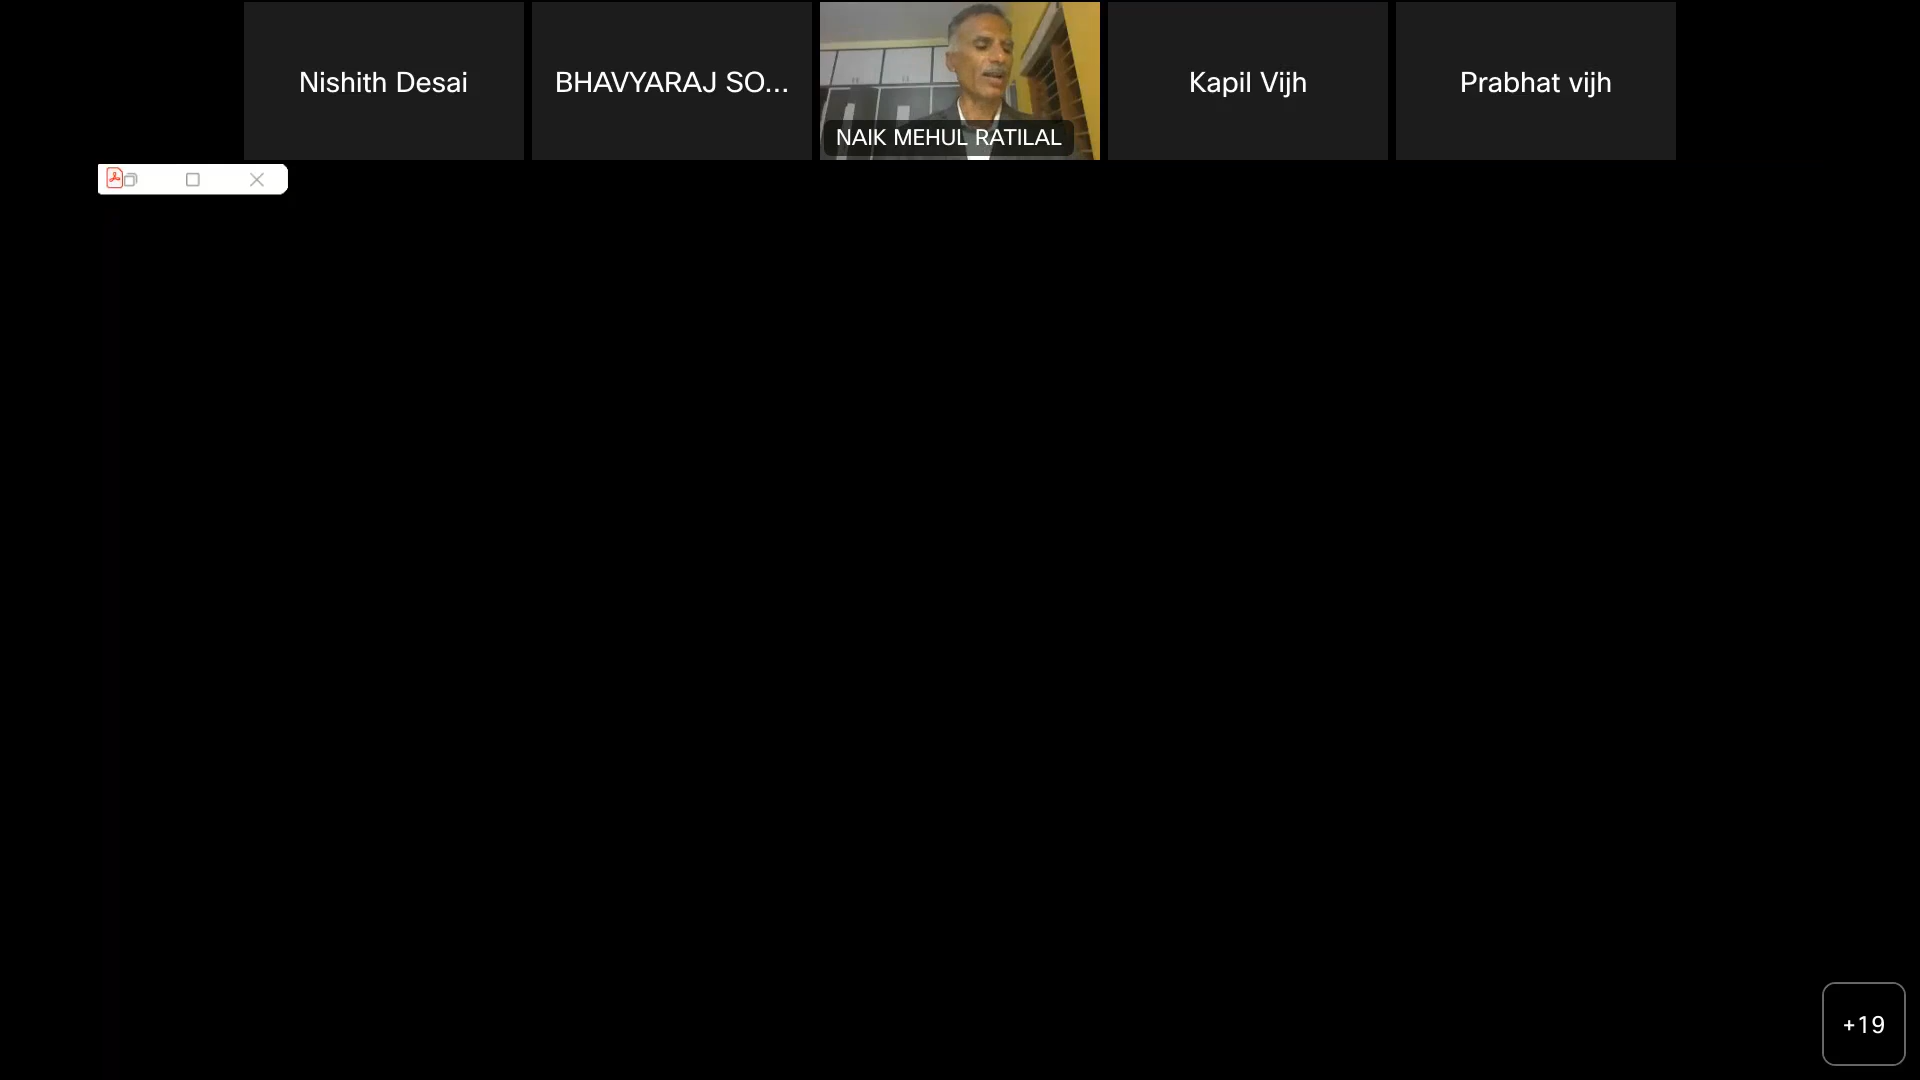 Nishith Desai
BHAVYARAJ SO...
NAIK MEHUL RATILAL
Kapil Vijh
Prabhat vijh
+19